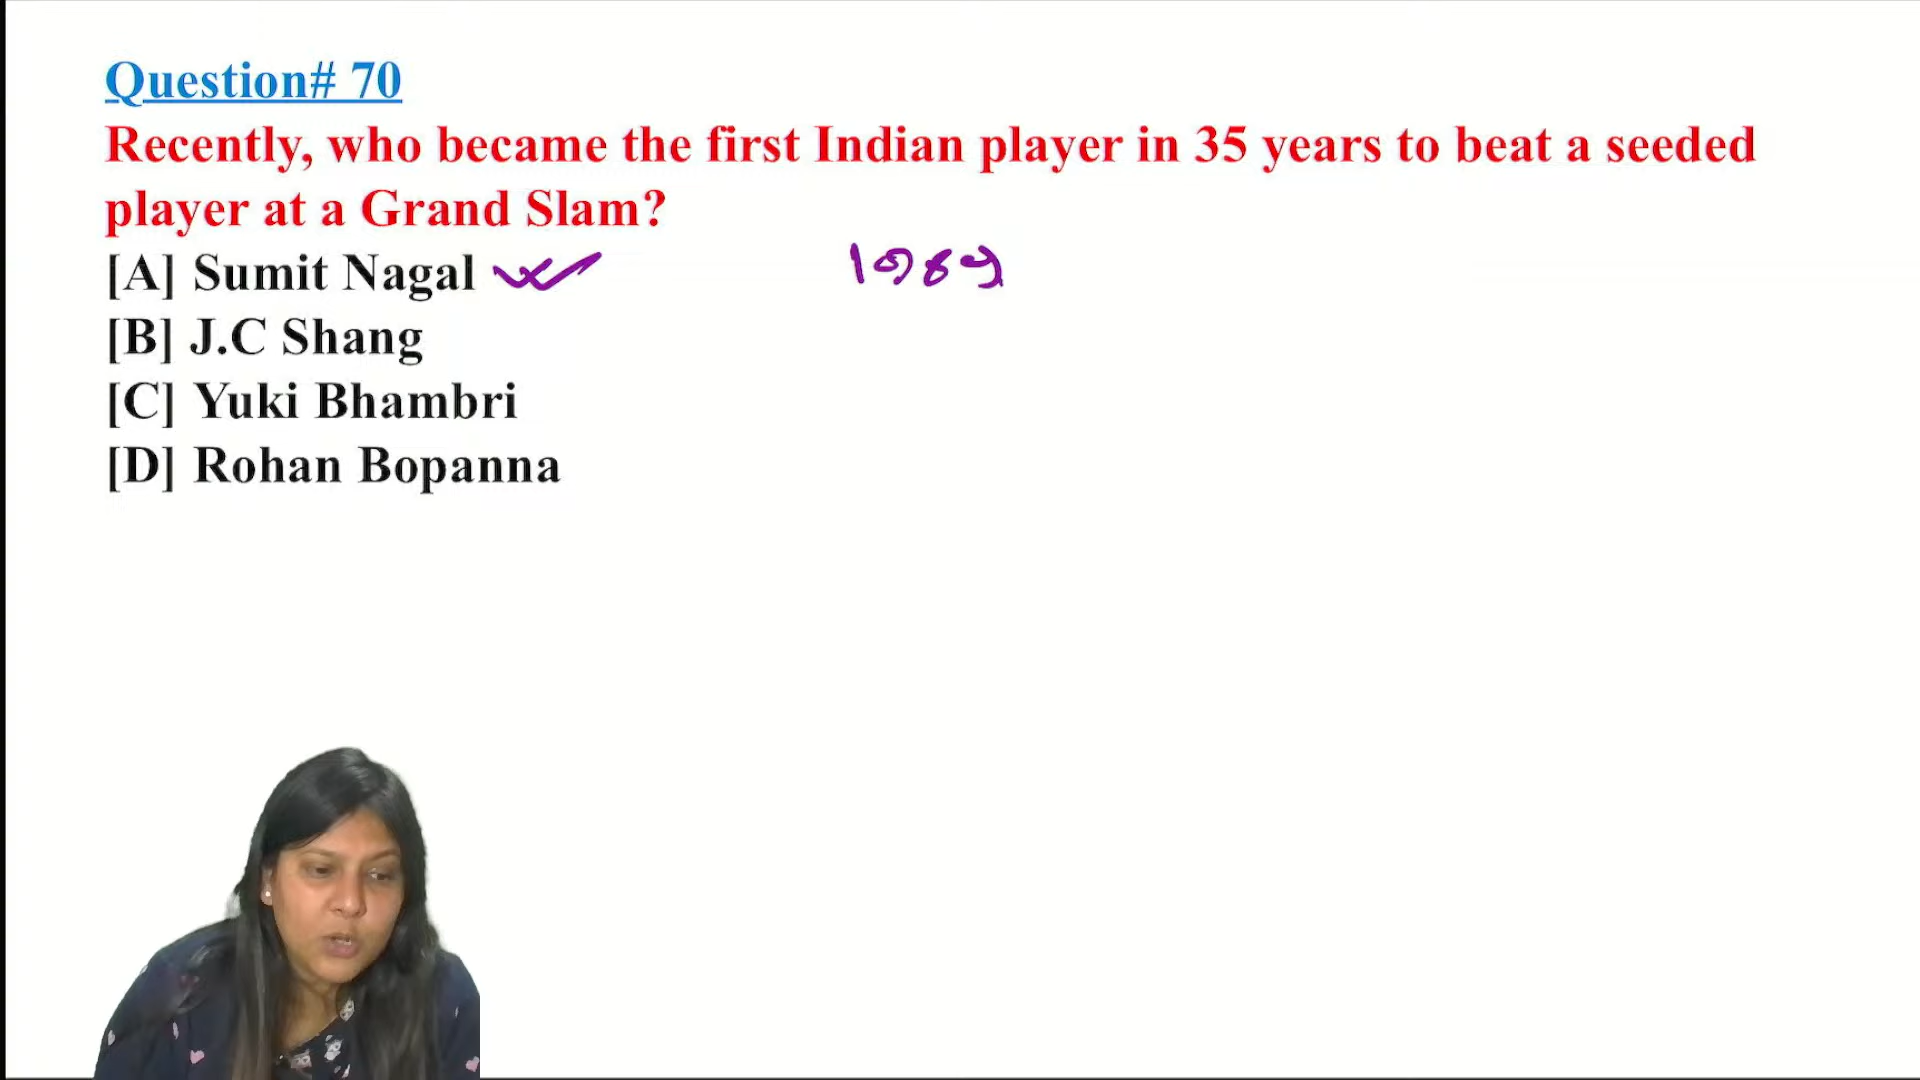 Question# 70
Recently, who became the first Indian player in 35 years to beat a seeded
player at a Grand Slam?
[A] Sumit Nagal 1989
[B] J.C Shang
[C] Yuki Bhambri
[D] Rohan Bopanna